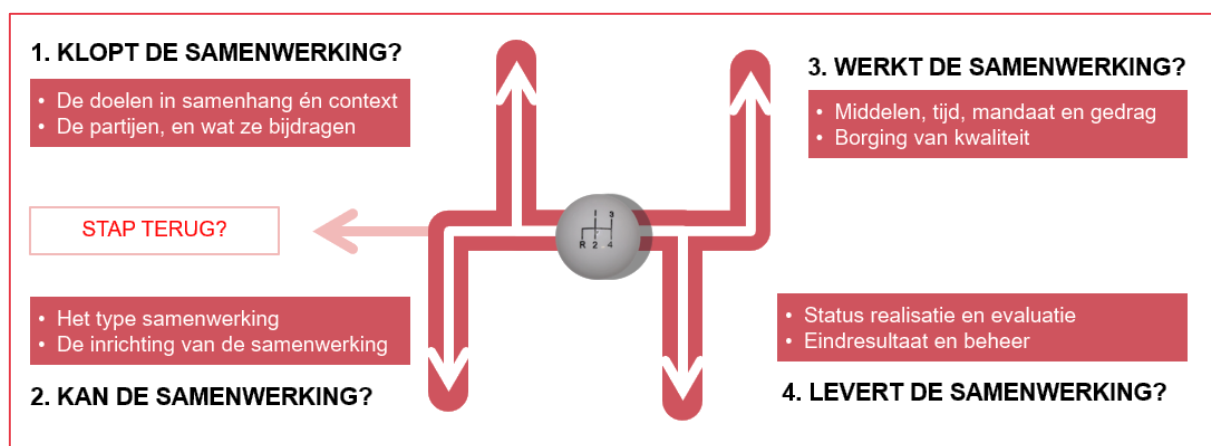 1. KLOPT DE SAMENWERKING?
• De doelen in samenhang én context
• De partijen, en wat ze bijdragen
3. WERKT DE SAMENWERKING?
• Middelen, tijd, mandaat en gedrag
• Borging van kwaliteit
STAP TERUG?
I 3
R 2 4
• Het type samenwerking
• De inrichting van de samenwerking
2. KAN DE SAMENWERKING?
• Status realisatie en evaluatie
• Eindresultaat en beheer
4. LEVERT DE SAMENWERKING?